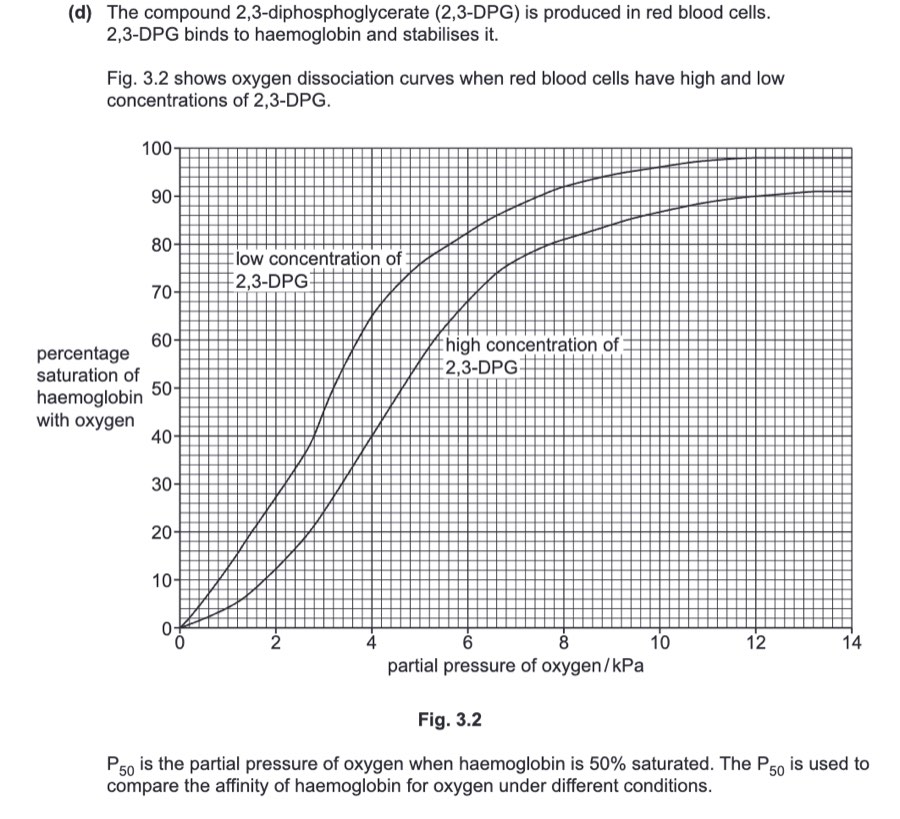 (d) The compound 2,3-diphosphoglycerate (2,3-DPG) is produced in red blood cells.
2,3-DPG binds to haemoglobin and stabilises it.
Fig. 3.2 shows oxygen dissociation curves when red blood cells have high and low
concentrations of 2,3-DPG.
100
90
80
low concentration of
2,3-DPG
70
60
high concentration of
2,3-DPG
percentage
saturation of
haemoglobin
with oxygen
50
40
30
20
10
0
0 2 4 6 8 10 12 14
partial pressure of oxygen/kPa
Fig. 3.2
P50 is the partial pressure of oxygen when haemoglobin is 50% saturated. The P50 is used to
compare the affinity of haemoglobin for oxygen under different conditions.